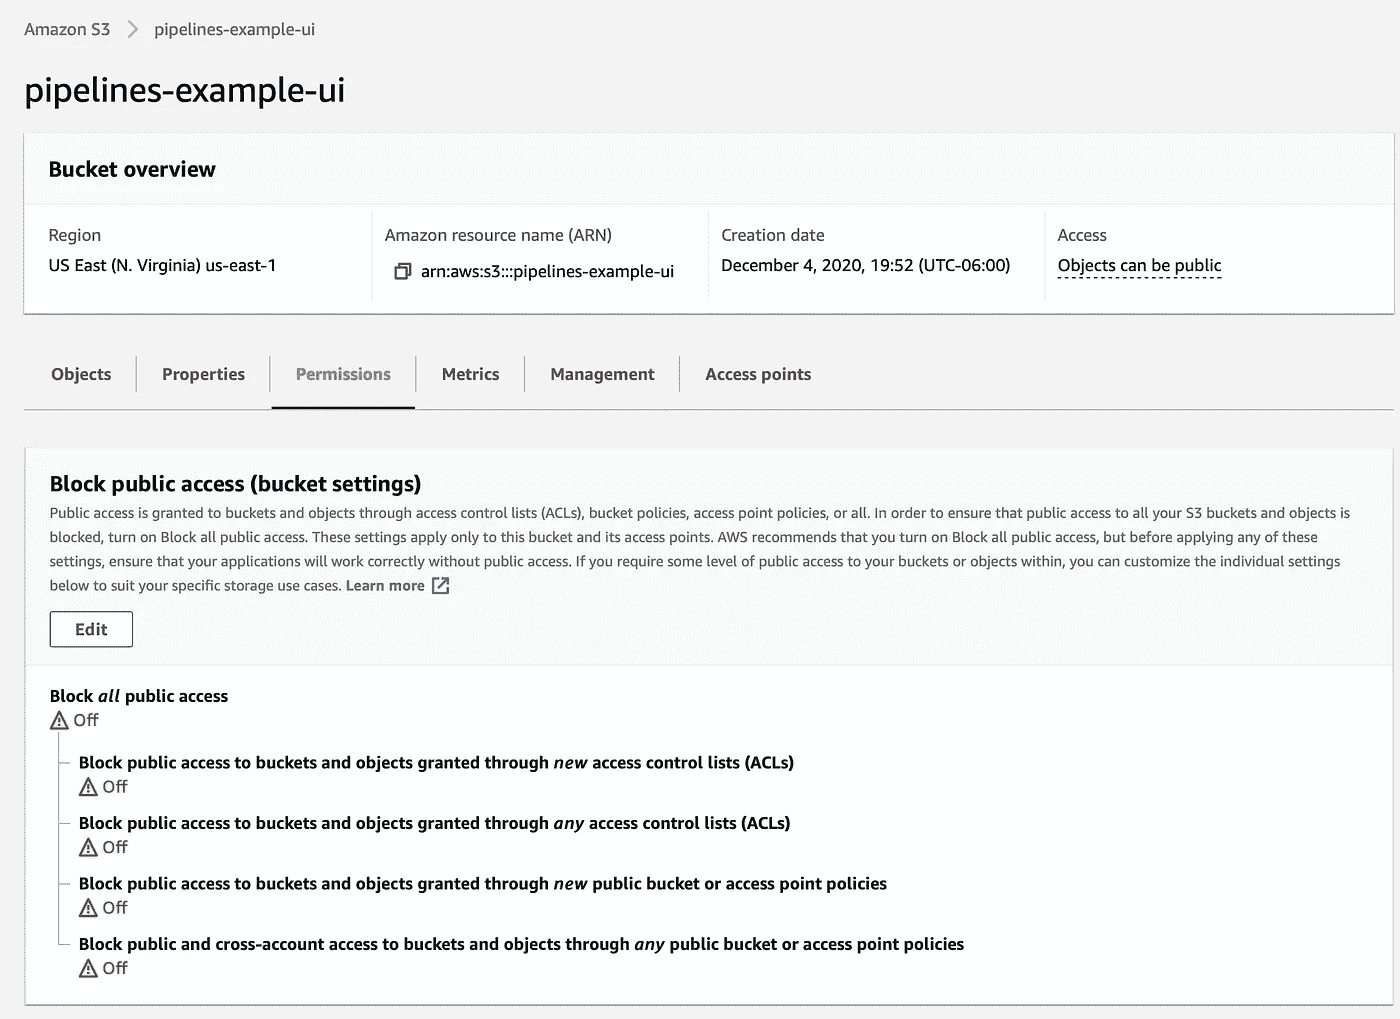 Amazon S3 > pipelines-example-ui
pipelines-example-ui
Bucket overview
Region
US East (N. Virginia) us-east-1
Amazon resource name (ARN)
arn:aws:s3:::pipelines-example-ui
Creation date
December 4, 2020, 19:52 (UTC-06:00)
Access
Objects can be public
Objects
Properties
Permissions
Metrics
Management
Access points
Block public access (bucket settings)
Public access is granted to buckets and objects through access control lists (ACLs), bucket policies, access point policies, or all. In order to ensure that public access to all your S3 buckets and objects is
blocked, turn on Block all public access. These settings apply only to this bucket and its access points. AWS recommends that you turn on Block all public access, but before applying any of these
settings, ensure that your applications will work correctly without public access. If you require some level of public access to your buckets or objects within, you can customize the individual settings
below to suit your specific storage use cases. Learn more
Edit
Block all public access
Off
Block public access to buckets and objects granted through new access control lists (ACLs)
Off
Block public access to buckets and objects granted through any access control lists (ACLs)
Off
Block public access to buckets and objects granted through new public bucket or access point policies
Off
Block public and cross-account access to buckets and objects through any public bucket or access point policies
Off